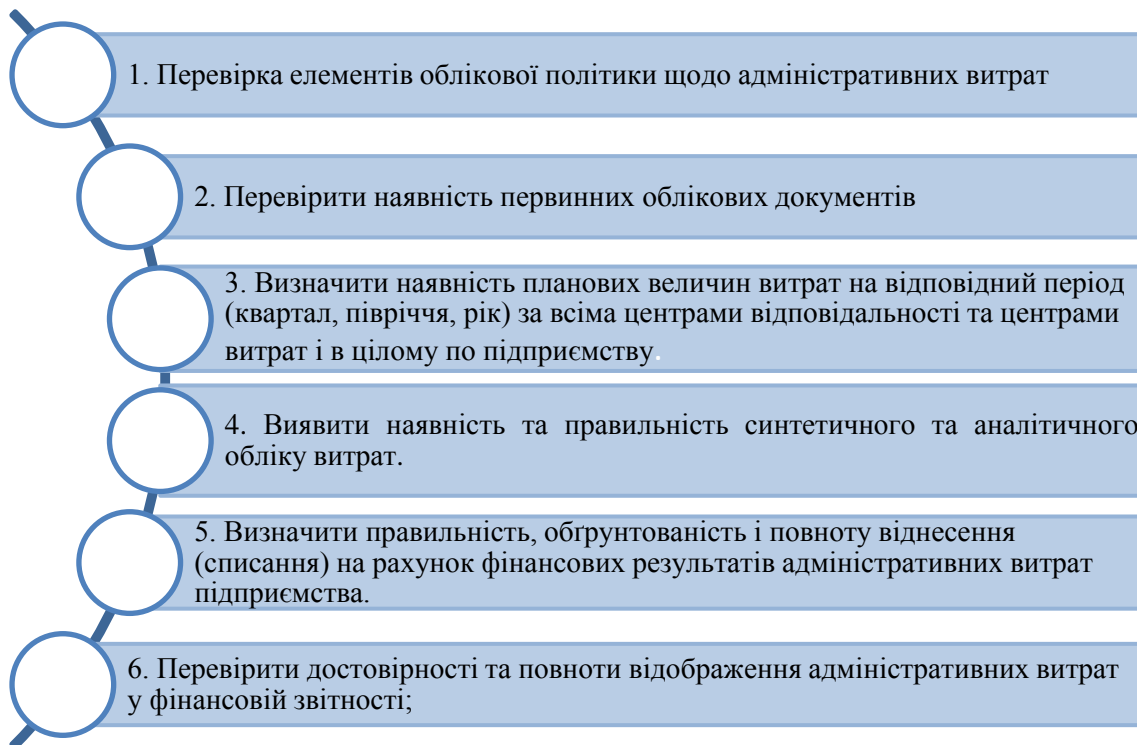 1. Перевірка елементів облікової політики щодо адміністративних витрат
2. Перевірити наявність первинних облікових документів
3. Визначити наявність планових величин витрат на відповідний період
(квартал, півріччя, рік) за всіма центрами відповідальності та центрами
витрат і в цілому по підприємству.
4. Виявити наявність та правильність синтетичного та аналітичного
обліку витрат.
5. Визначити правильність, обґрунтованість і повноту віднесення
(списання) на рахунок фінансових результатів адміністративних витрат
підприємства.
6. Перевірити достовірності та повноти відображення адміністративних витрат
у фінансовій звітності;